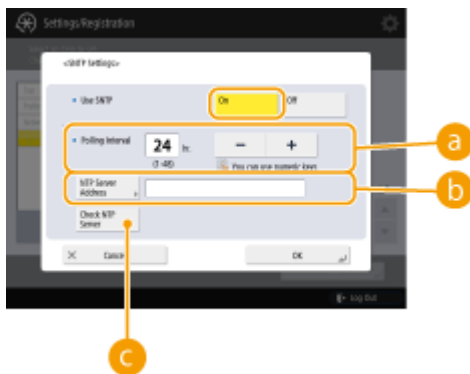 Settings/Registration
<SNTP Settings>
Use SNTP
On
Off
Polling Interval
24
hr.
−
+
(1-48)
You can use numeric keys.
a
NTP Server
Address
b
Check NTP
Server
Cancel
OK
Log Out
c